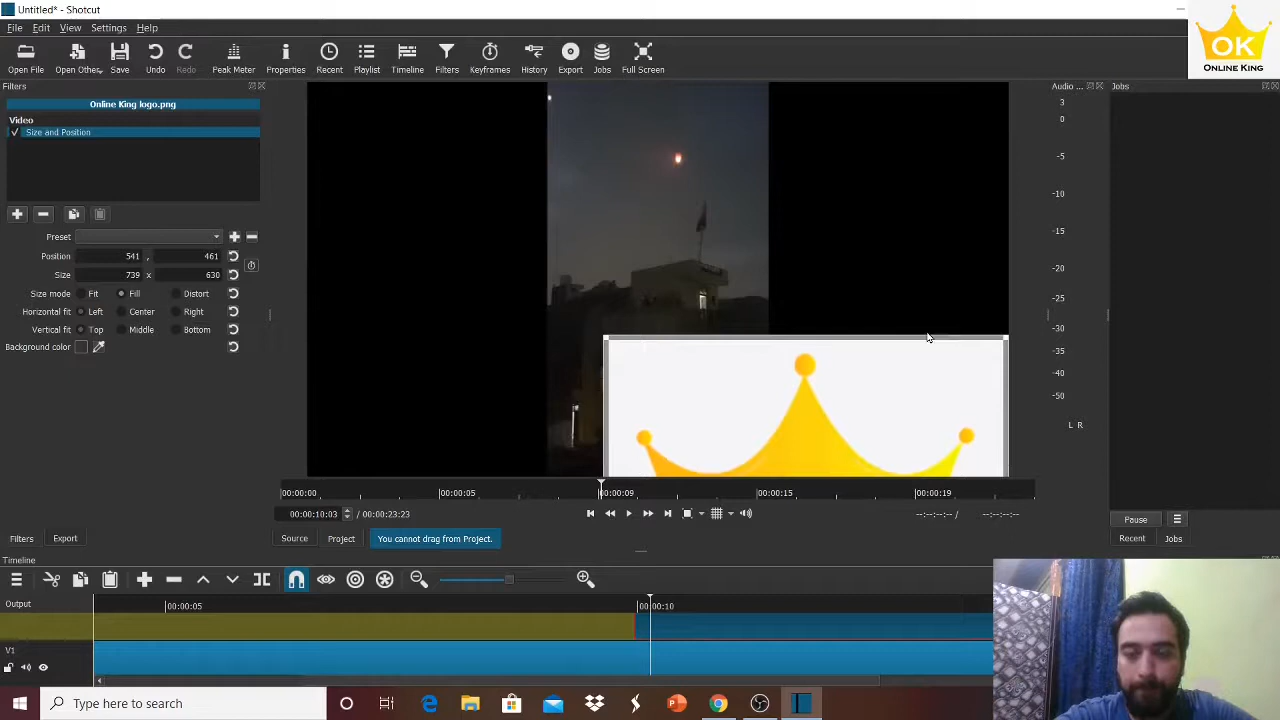 Untitled* - Shotcut
File Edit View Settings Help
OK
ONLINE KING
Open File Open Other.. Save Undo Redo Peak Meter Properties Recent Playlist Timeline Filters Keyframes History Export Jobs Full Screen
Filters
Audio ...
Jobs
Online King logo.png
Video
Size and Position
Preset
Position 541 , 461
Size 739 x 630
Size mode Fit Fill Distort
Horizontal fit Left Center Right
Vertical fit Top Middle Bottom
Background color
3
0
-5
-10
-15
-20
-25
-30
-35
-40
-50
L R
00:00:00 00:00:05 00:00:09 00:00:15 00:00:19
00:00:10:03 / 00:00:23:23
--:--:--:-- / --:--:--:--
Pause
Filters Export
Source Project You cannot drag from Project.
Recent Jobs
Timeline
Output
00:00:05 00:00:10
V1
Type here to search